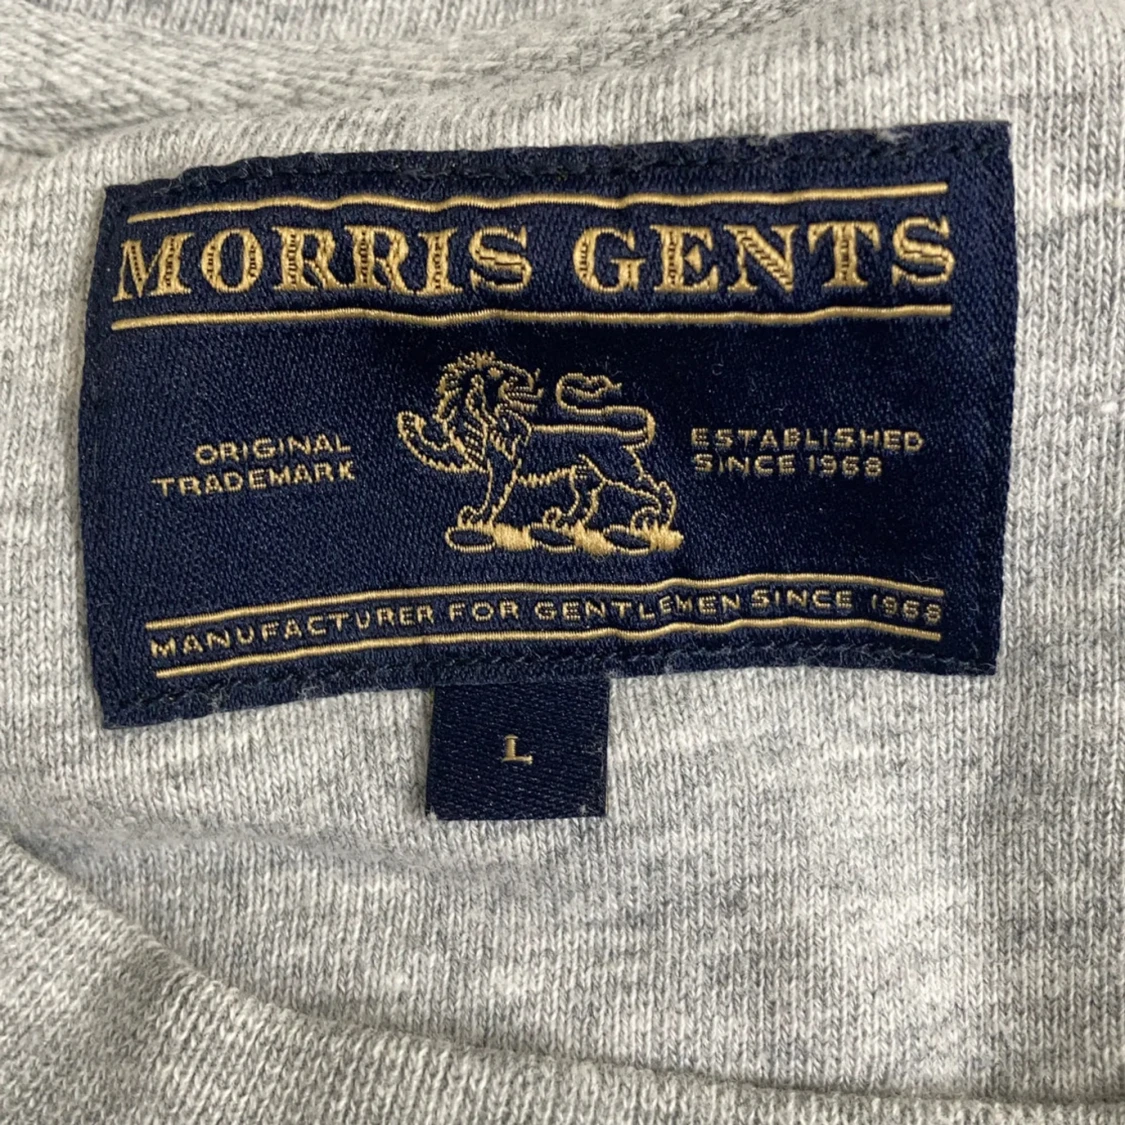 MORRIS GENTS
ORIGINAL
TRADEMARK
ESTABLISHED
SINCE 1968
MANUFACTURER FOR GENTLEMEN SINCE 1968
L